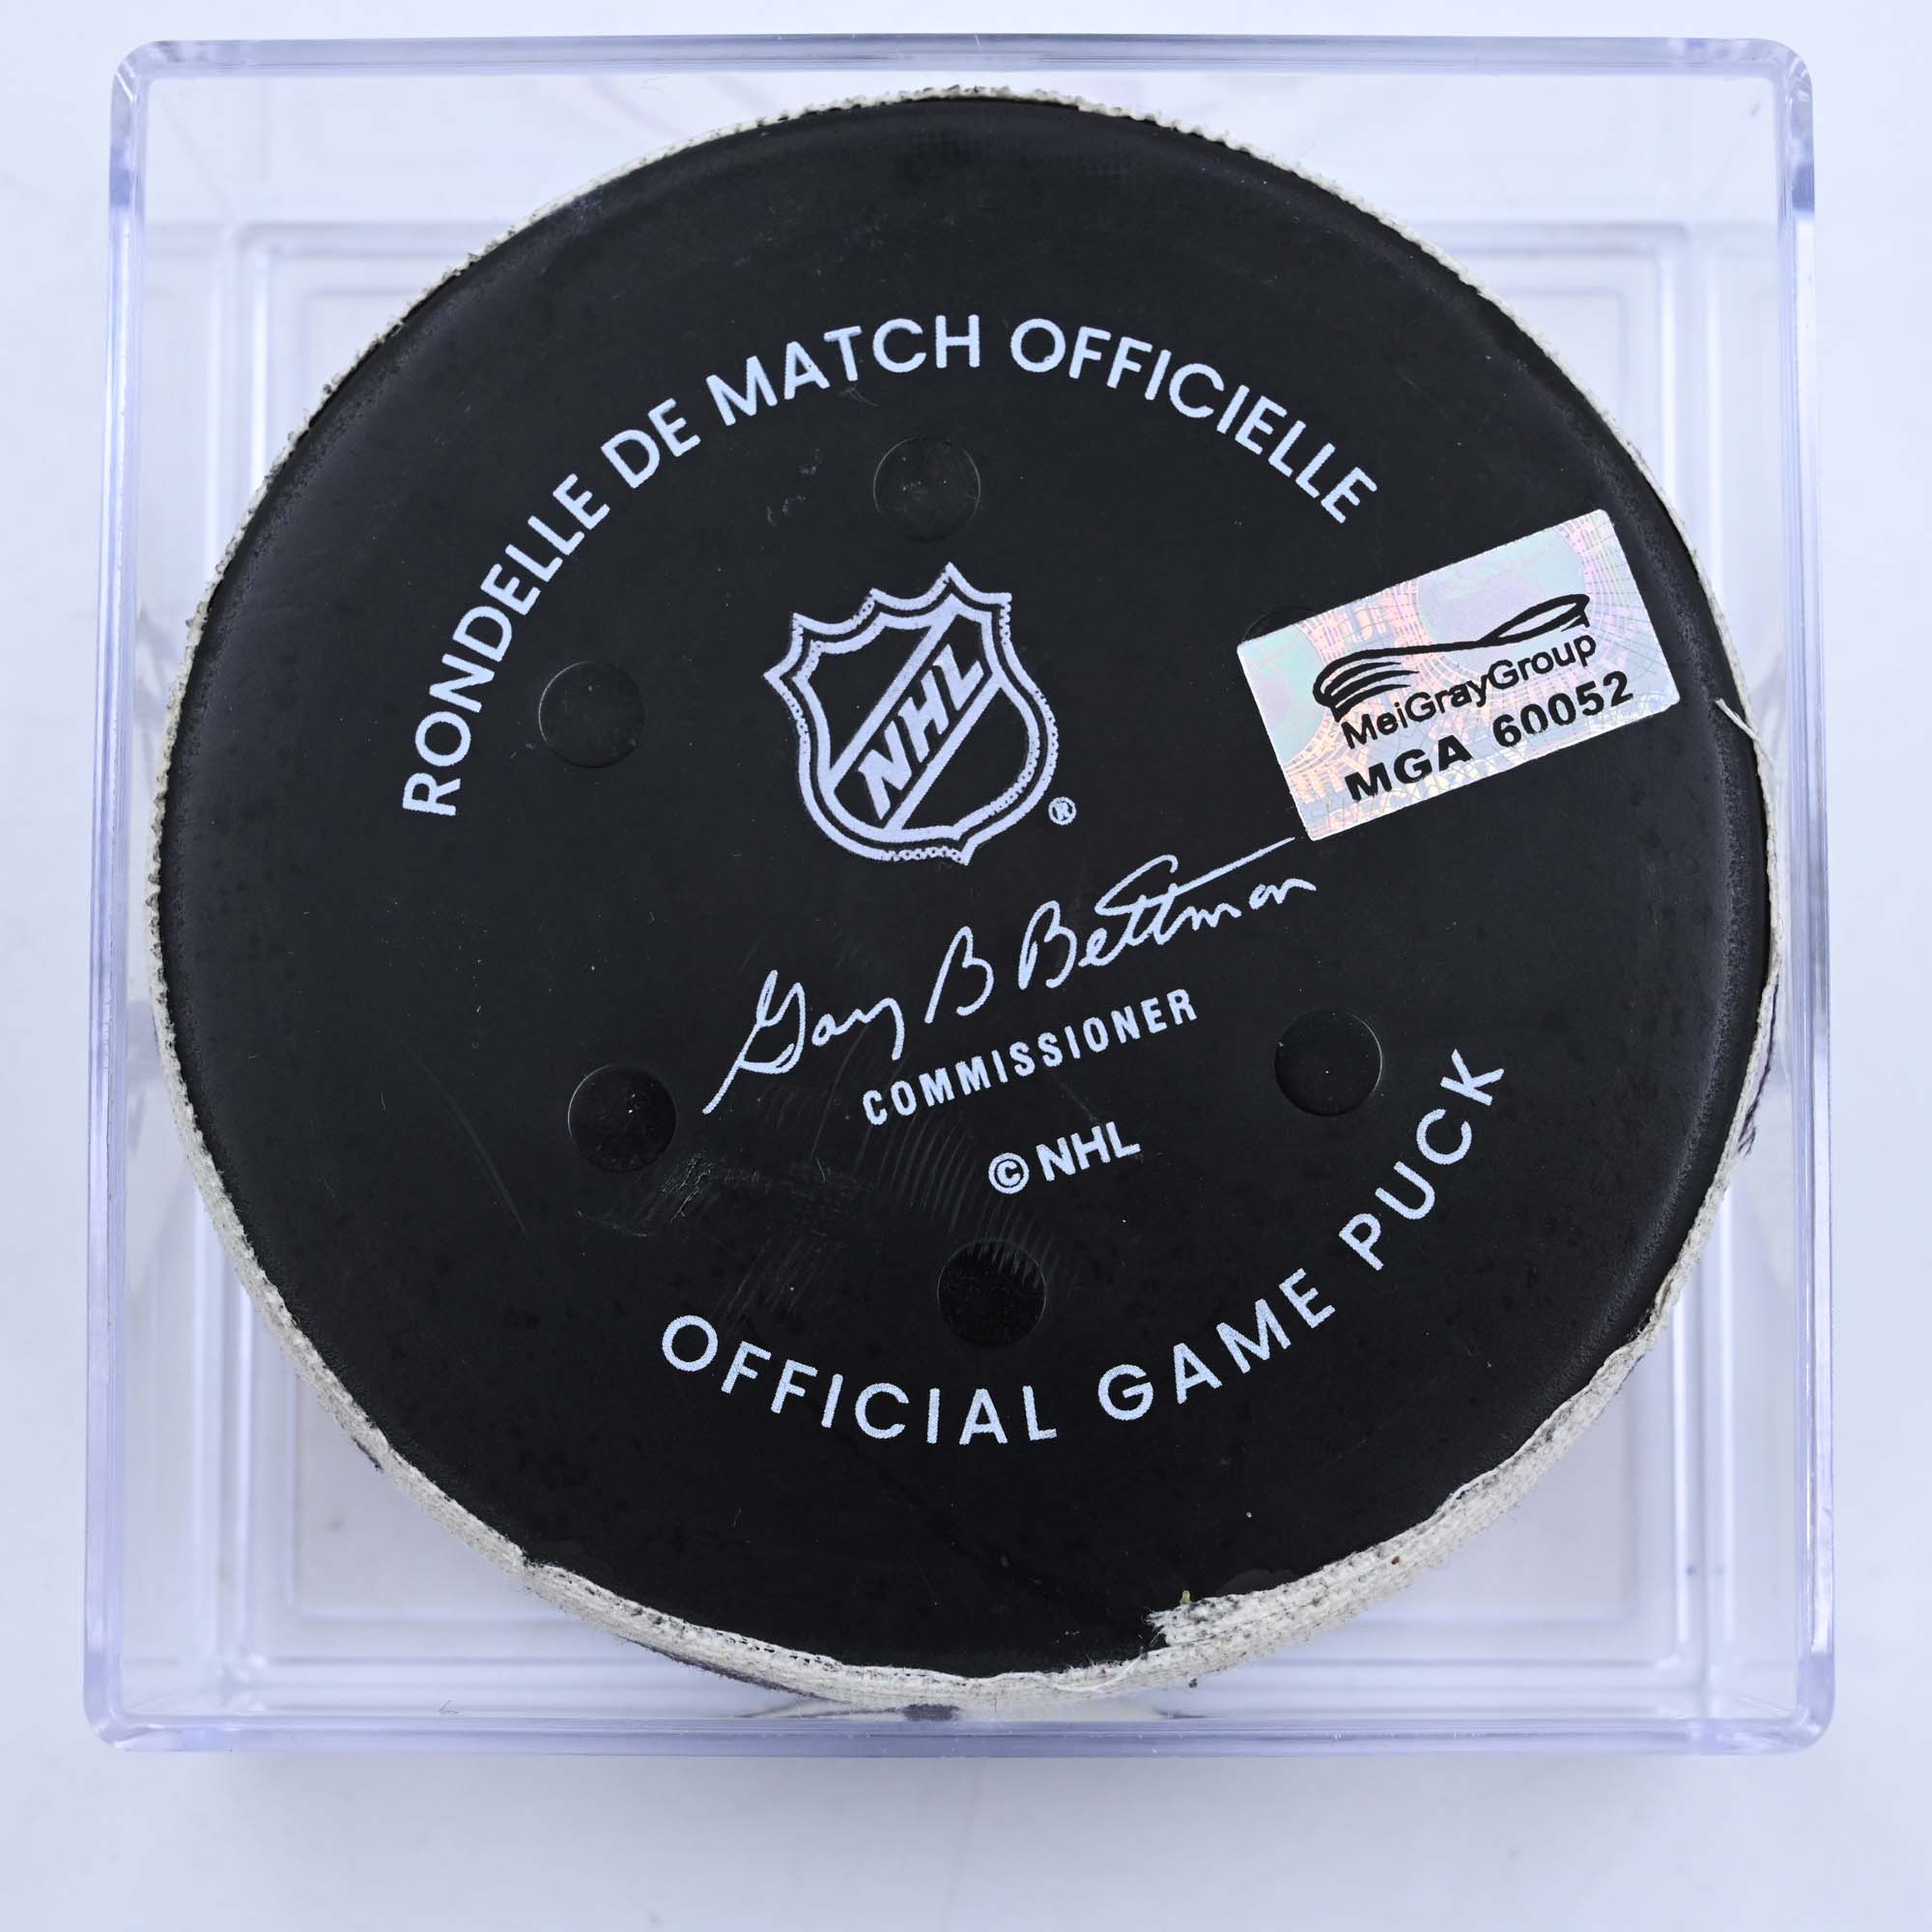 RONDELLE DE MATCH OFFICIELLE
NHL
®
MeiGrayGroup
MGA 60052
Gary B Bettman
COMMISSIONER
© NHL
OFFICIAL GAME PUCK